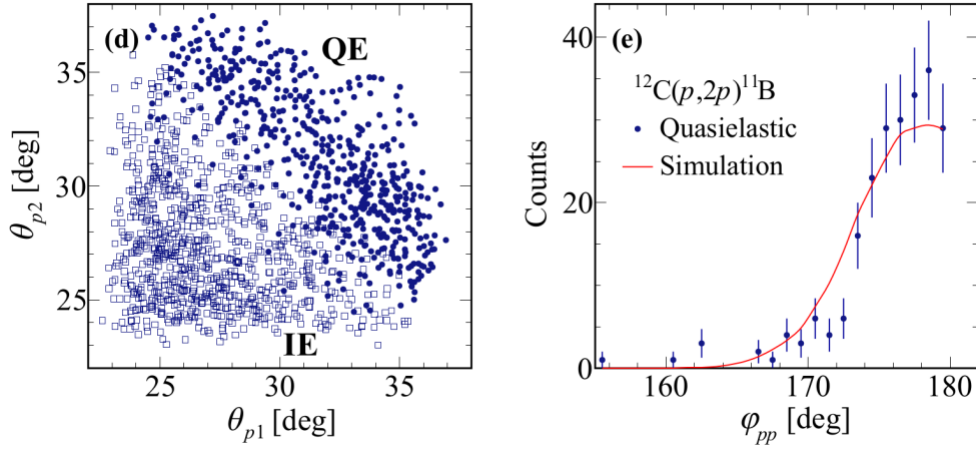 (d)
QE
IE
35
30
25
θp2 [deg]
25
30
35
θp1 [deg]
(e)
40
20
0
Counts
¹²C(p,2p)¹¹B
Quasielastic
Simulation
160
170
180
φpp [deg]